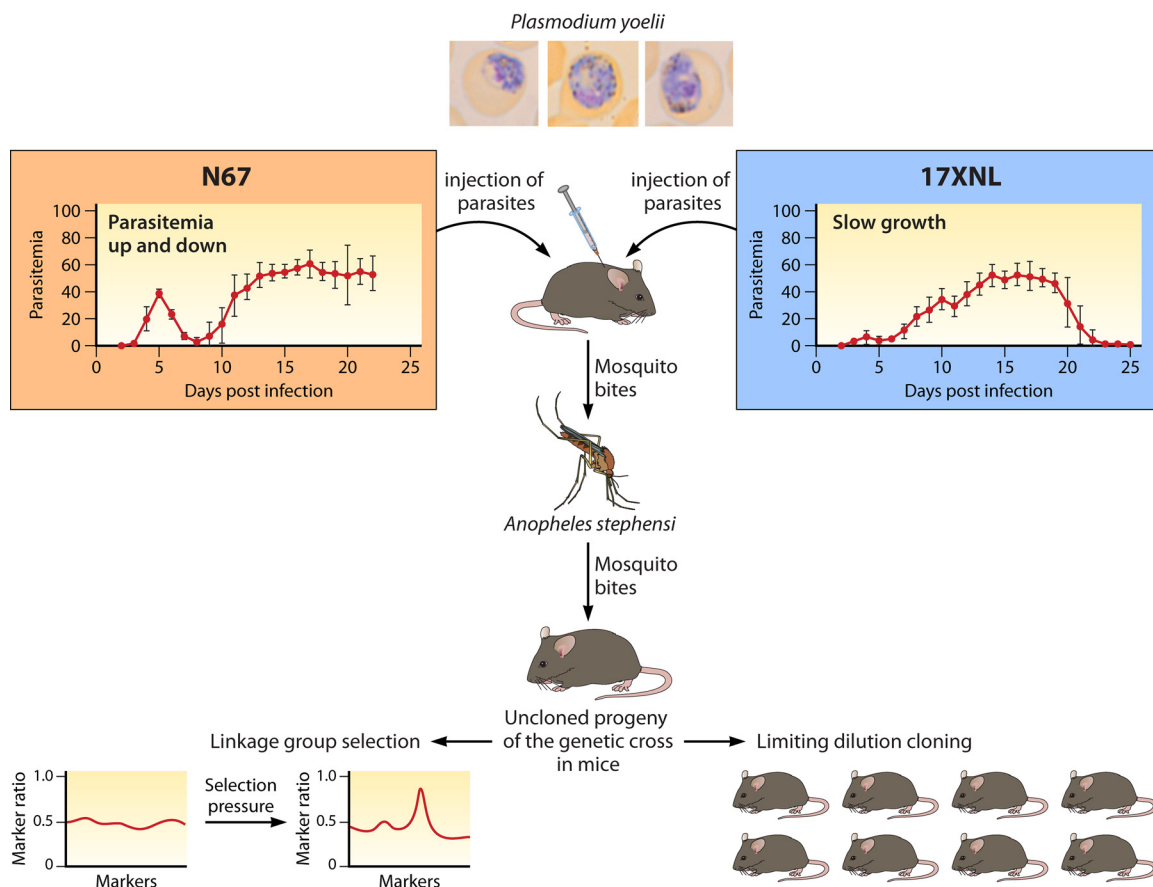 Plasmodium yoelii
N67
Parasitemia
up and down
Parasitemia
100
80
60
40
20
0
0 5 10 15 20 25
Days post infection
injection of
parasites
injection of
parasites
17XNL
Slow growth
Parasitemia
100
80
60
40
20
0
0 5 10 15 20 25
Days post infection
Mosquito
bites
Anopheles stephensi
Mosquito
bites
Uncloned progeny
of the genetic cross
in mice
Linkage group selection
Marker ratio
1.0
0.5
0
Markers
Selection
pressure
Marker ratio
1.0
0.5
0
Markers
Limiting dilution cloning